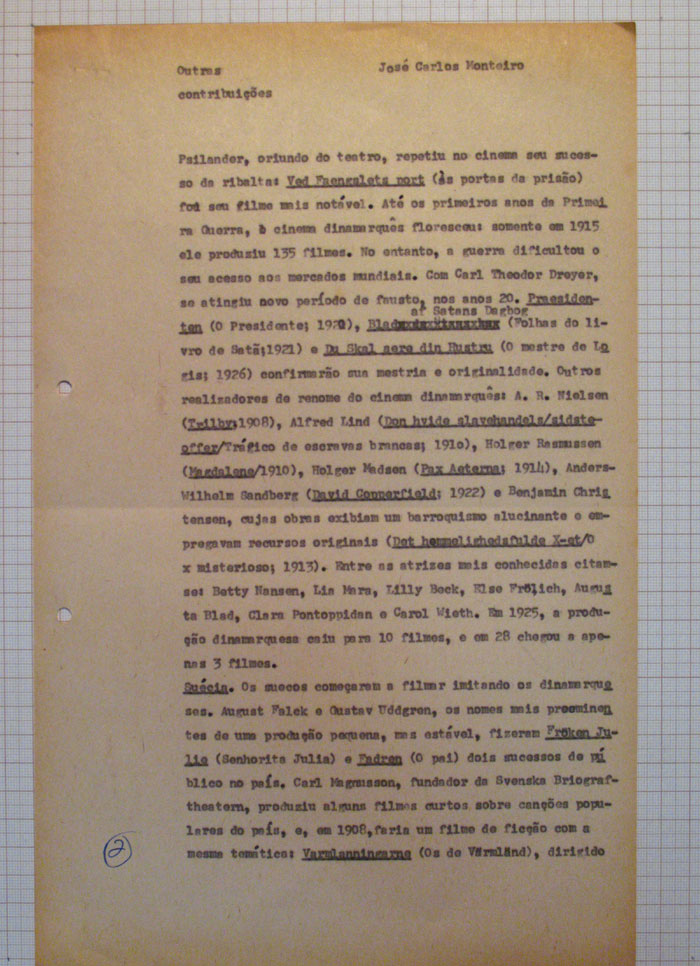 Outras José Carlos Monteiro
contribuições
Psilander, oriundo do teatro, repetiu no cinema seu suces-
so da ribalta: Ved Faengslets port (às portas da prisão)
foi seu filme mais notável. Até os primeiros anos da Primei
ra Guerra, o cinema dinamarquês floresceu: somente em 1915
ele produziu 135 filmes. No entanto, a guerra dificultou o
seu acesso aos mercados mundiais. Com Carl Theodor Dreyer,
se atingiu novo período de fausto, nos anos 20. Praesiden-
af Satans Dagbog
ten (O Presidente; 1920), Blad (Folhas do li-
vro de Satã;1921) e Du Skal aere din Hustru (O mestre do Lo
gis; 1926) confirmarão sua mestria e originalidade. Outros
realizadores de renome do cinema dinamarquês: A. R. Nielsen
(Trilby;1908), Alfred Lind (Don hvide slavehandels/sidste-
offer/Trágico de escravas brancas; 191o), Holger Rasmussen
(Magdalene/1910), Holger Madsen (Pax Aeterna; 1914), Anders-
Wilhelm Sandberg (David Copperfield; 1922) e Benjamin Chris
tensen, cujas obras exibiam um barroquismo alucinante e em-
pregavam recursos originais (Det hemmelighedsfulde X-et/O
x misterioso; 1913). Entre as atrizes mais conhecidas citam-
se: Betty Nansen, Lia Mara, Lilly Beck, Else Frölich, Augus
ta Blad, Clara Pontoppidan e Carol Wieth. Em 1925, a produ-
ção dinamarquesa caiu para 10 filmes, e em 28 chegou a ape-
nas 3 filmes.
Suécia. Os suecos começaram a filmar imitando os dinamarque
ses. August Falck e Gustav Uddgren, os nomes mais preeminen
tes de uma produção pequena, mas estável, fizeram Fröken Ju-
lie (Senhorita Julia) e Fadren (O pai) dois sucessos de pú
blico no país. Carl Magnusson, fundador da Svenska Briograf-
theatern, produziu alguns filmes curtos sobre canções popu-
lares do país, e, em 1908,faria um filme de ficção com a
mesma temática: Varmlanningarne (Os de Värmländ), dirigido
2